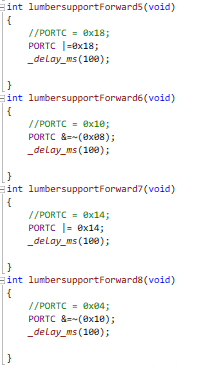 int lumbersupportForward5(void)
{
//PORTC = 0x18;
PORTC |=0x18;
_delay_ms(100);
}
int lumbersupportForward6(void)
{
//PORTC = 0x10;
PORTC &=~(0x08);
_delay_ms(100);
}
int lumbersupportForward7(void)
{
//PORTC = 0x14;
PORTC |= 0x14;
_delay_ms(100);
}
int lumbersupportForward8(void)
{
//PORTC = 0x04;
PORTC &=~(0x10);
_delay_ms(100);
}